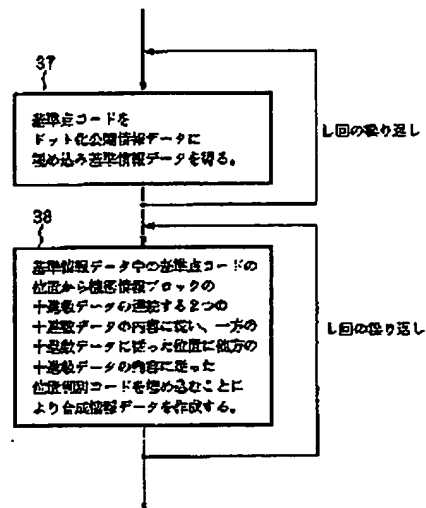 37
基準点コードを
ドット化公開情報データに
埋め込み基準情報データを得る。
L回の繰り返し
38
基準情報データ中の基準点コードの
位置から機密情報ブロックの
十進数データの連続する2つの
十進数データの内容に従い、一方の
十進数データに従った位置に他方の
十進数データの内容に従った
位置判別コードを埋め込むことに
より合成情報データを作成する。
L回の繰り返し